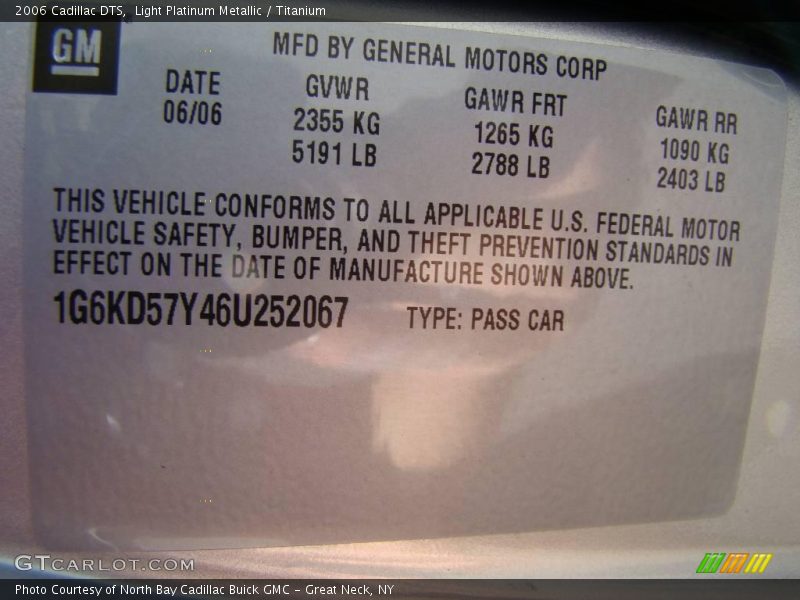 2006 Cadillac DTS, Light Platinum Metallic / Titanium
GM
MFD BY GENERAL MOTORS CORP
DATE GVWR GAWR FRT GAWR RR
06/06 2355 KG 1265 KG 1090 KG
5191 LB 2788 LB 2403 LB
THIS VEHICLE CONFORMS TO ALL APPLICABLE U.S. FEDERAL MOTOR
VEHICLE SAFETY, BUMPER, AND THEFT PREVENTION STANDARDS IN
EFFECT ON THE DATE OF MANUFACTURE SHOWN ABOVE.
1G6KD57Y46U252067 TYPE: PASS CAR
GTCARLOT.COM
Photo Courtesy of North Bay Cadillac Buick GMC - Great Neck, NY